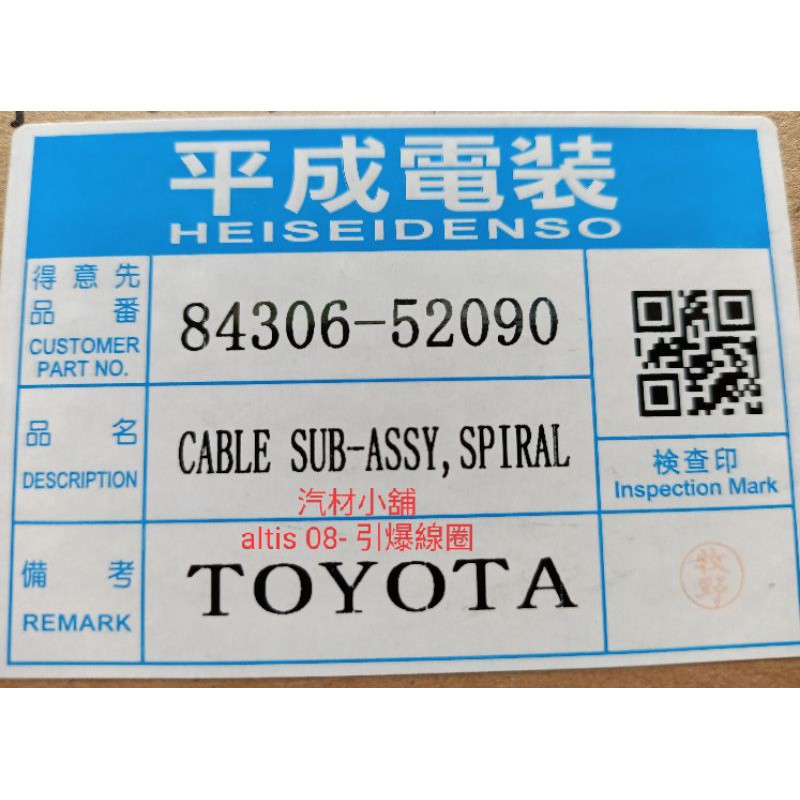 平成電装
HEISEIDENSO
得意先
品番
CUSTOMER
PART NO.
84306-52090
品名
DESCRIPTION
CABLE SUB-ASSY,SPIRAL
検査印
Inspection Mark
汽材小舖
altis 08- 引爆線圈
備考
REMARK
TOYOTA
牧野